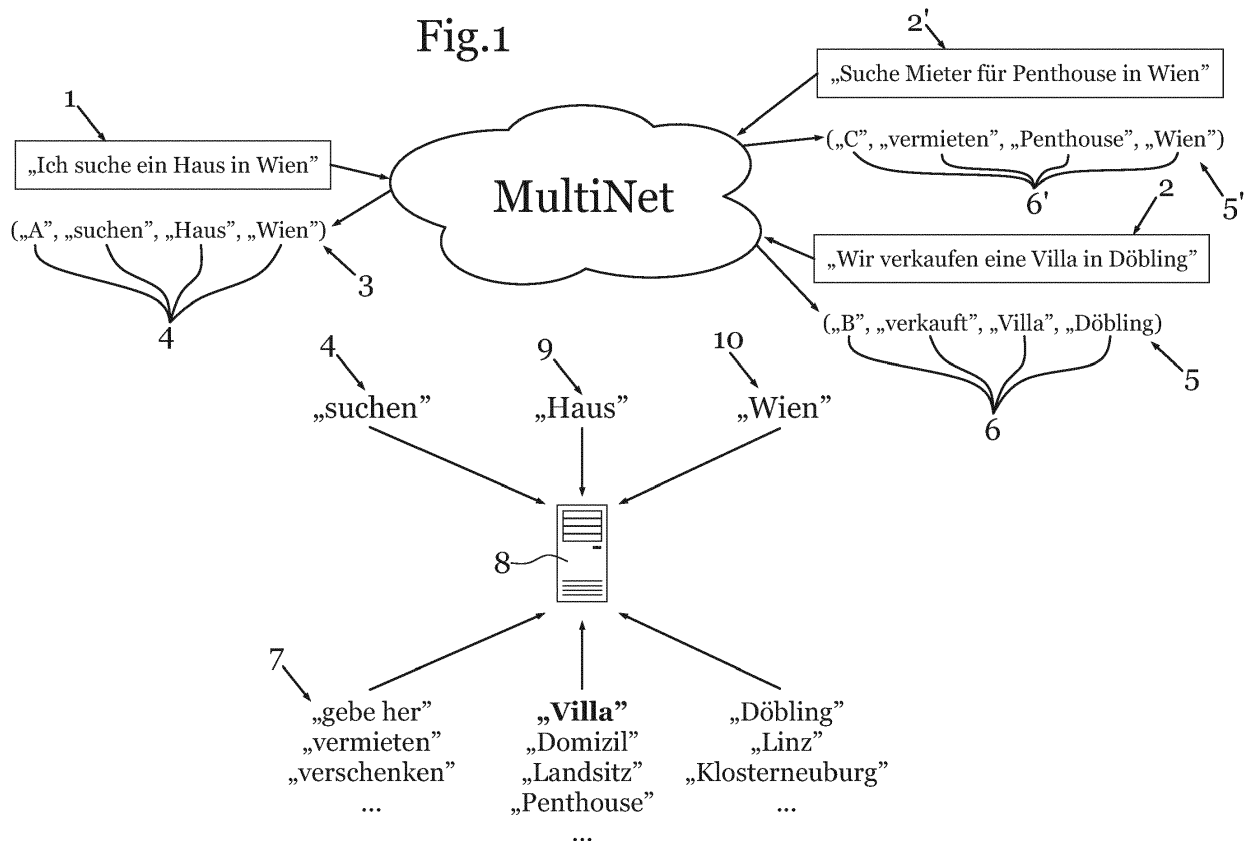 Fig.1
2'
„Suche Mieter für Penthouse in Wien”
1
„Ich suche ein Haus in Wien”
MultiNet
(„C”, „vermieten”, „Penthouse”, „Wien”)
6'
5'
(„A”, „suchen”, „Haus”, „Wien”)
3
4
2
„Wir verkaufen eine Villa in Döbling”
(„B”, „verkauft”, „Villa”, „Döbling)
5
6
4
9
10
„suchen”
„Haus”
„Wien”
8
7
„gebe her”
„vermieten”
„verschenken”
...
„Villa”
„Domizil”
„Landsitz”
„Penthouse”
...
„Döbling”
„Linz”
„Klosterneuburg”
...